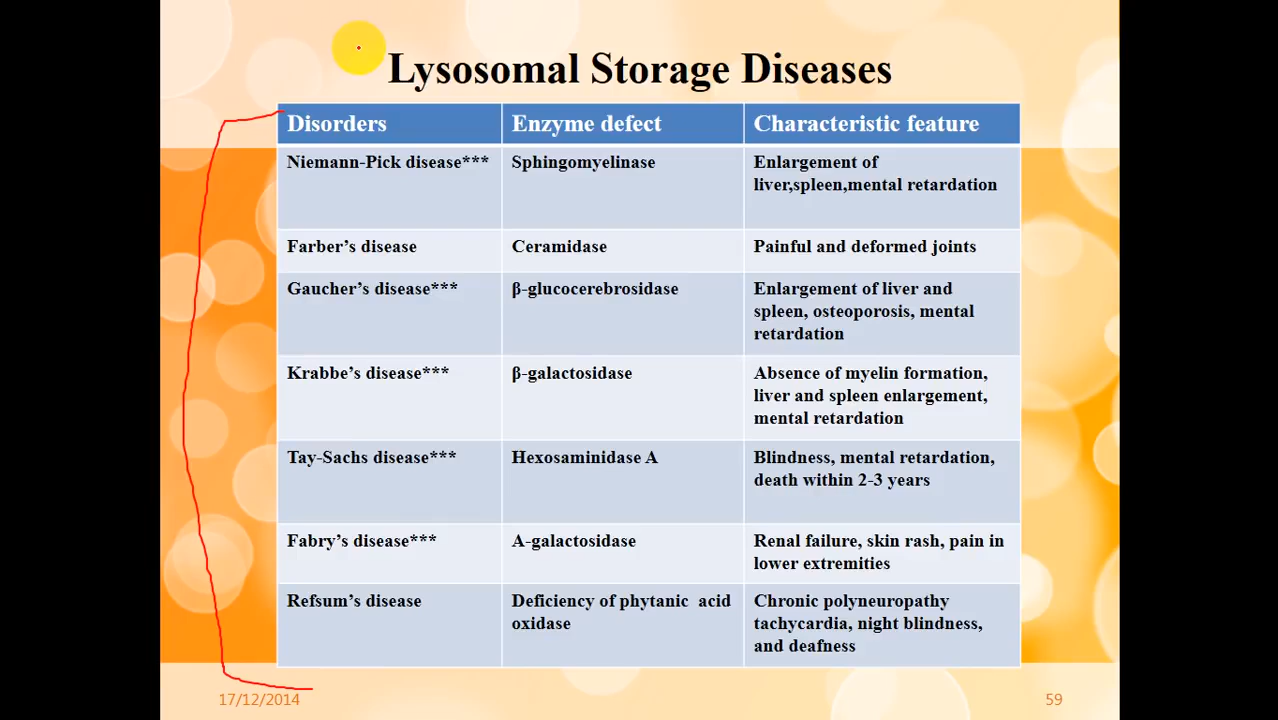 Lysosomal Storage Diseases
Disorders
Enzyme defect
Characteristic feature
Niemann-Pick disease***
Sphingomyelinase
Enlargement of
liver,spleen,mental retardation
Farber’s disease
Ceramidase
Painful and deformed joints
Gaucher’s disease***
β-glucocerebrosidase
Enlargement of liver and
spleen, osteoporosis, mental
retardation
Krabbe’s disease***
β-galactosidase
Absence of myelin formation,
liver and spleen enlargement,
mental retardation
Tay-Sachs disease***
Hexosaminidase A
Blindness, mental retardation,
death within 2-3 years
Fabry’s disease***
A-galactosidase
Renal failure, skin rash, pain in
lower extremities
Refsum’s disease
Deficiency of phytanic  acid
oxidase
Chronic polyneuropathy
tachycardia, night blindness,
and deafness
17/12/2014
59